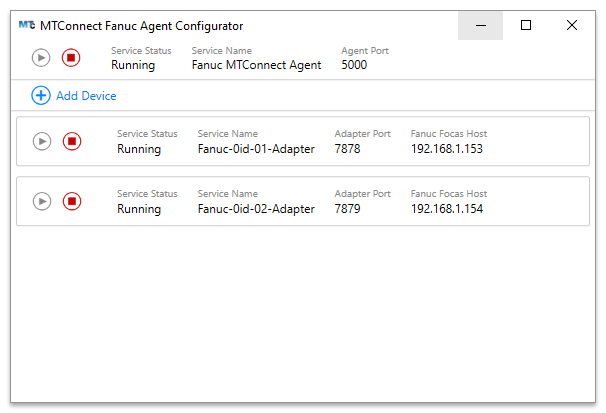 MTConnect Fanuc Agent Configurator
Service Status Service Name Agent Port
Running Fanuc MTConnect Agent 5000
Add Device
Service Status Service Name Adapter Port Fanuc Focas Host
Running Fanuc-0id-01-Adapter 7878 192.168.1.153
Service Status Service Name Adapter Port Fanuc Focas Host
Running Fanuc-0id-02-Adapter 7879 192.168.1.154